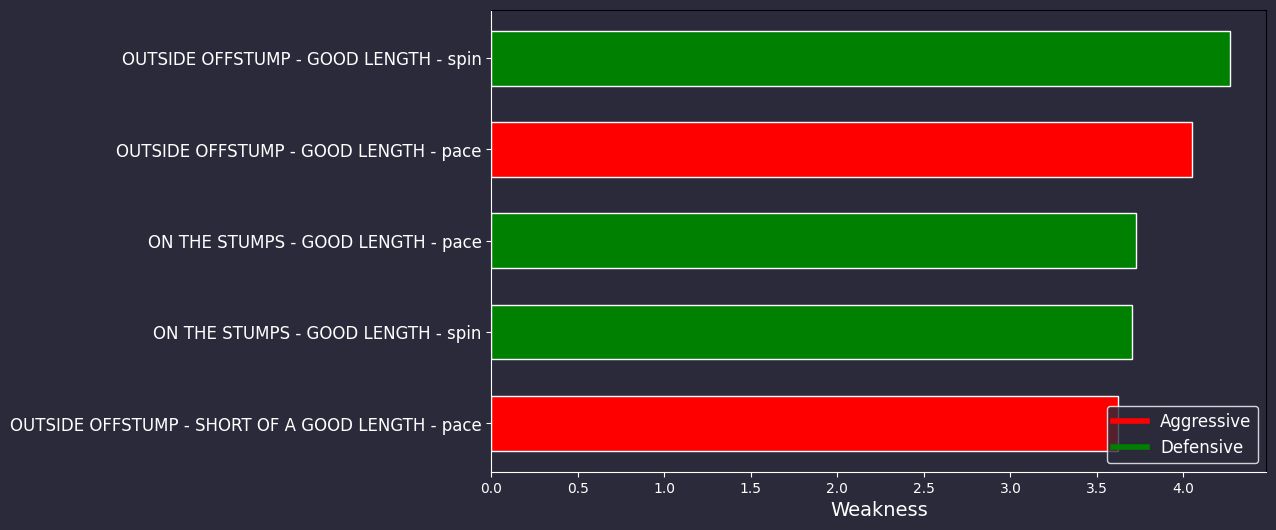 OUTSIDE OFFSTUMP - GOOD LENGTH - spin
OUTSIDE OFFSTUMP - GOOD LENGTH - pace
ON THE STUMPS - GOOD LENGTH - pace
ON THE STUMPS - GOOD LENGTH - spin
OUTSIDE OFFSTUMP - SHORT OF A GOOD LENGTH - pace
Aggressive
Defensive
0.0 0.5 1.0 1.5 2.0 2.5 3.0 3.5 4.0
Weakness